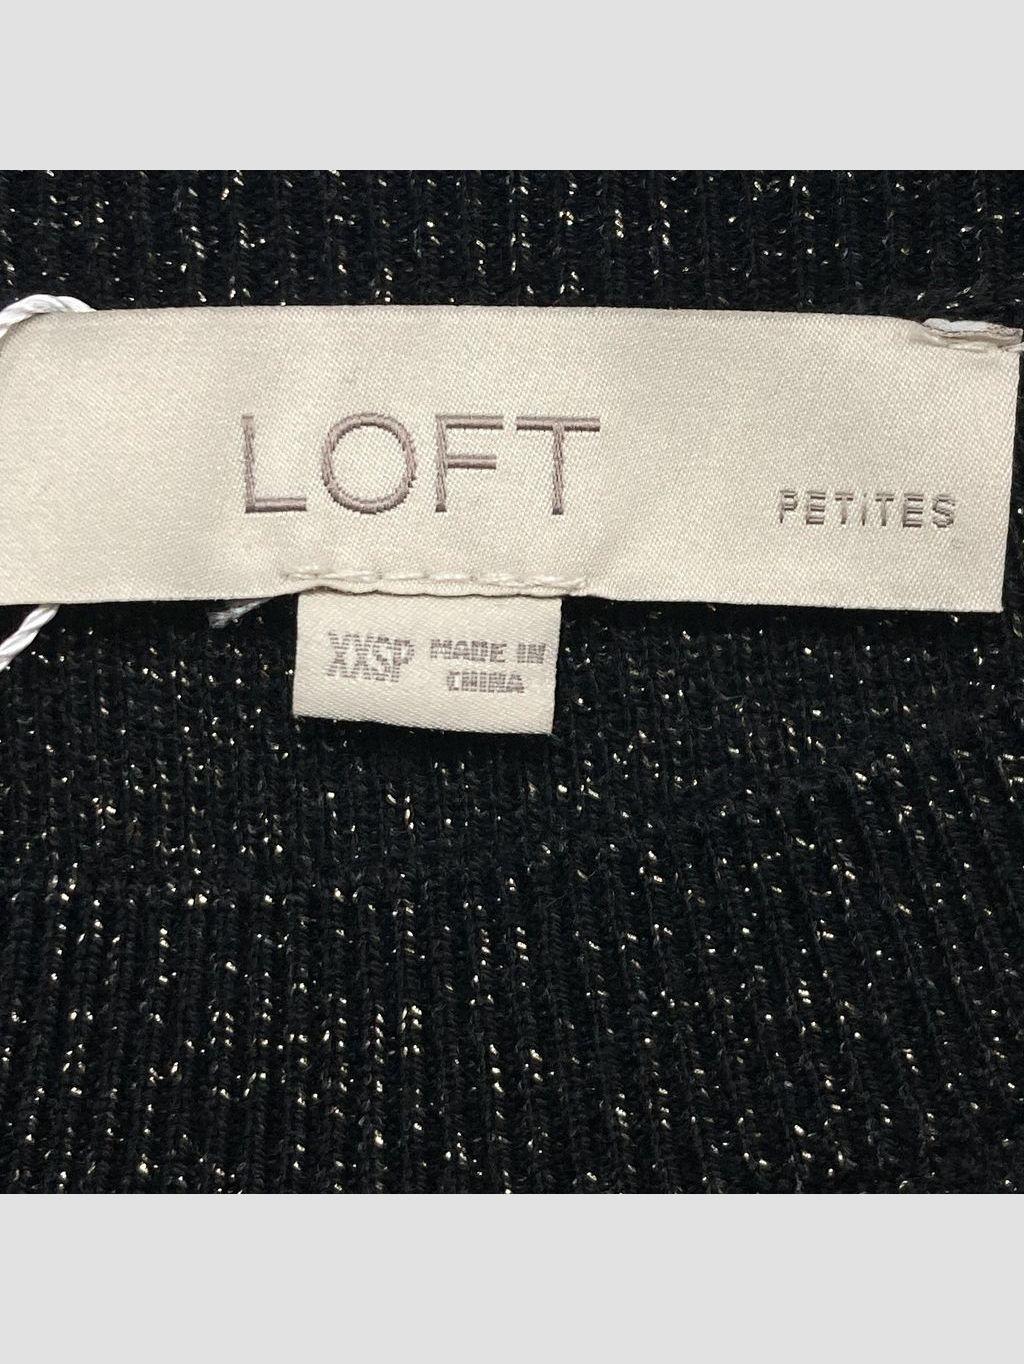 LOFT
PETITES
XXSP MADE IN
CHINA